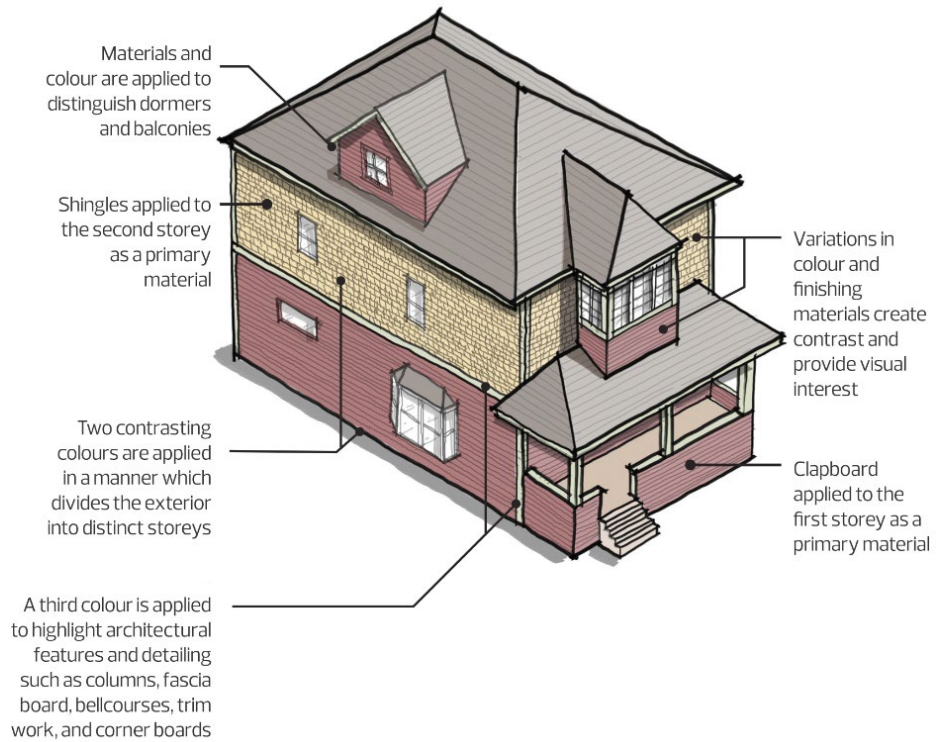 Materials and
colour are applied to
distinguish dormers
and balconies
Shingles applied to
the second storey
as a primary
material
Two contrasting
colours are applied
in a manner which
divides the exterior
into distinct storeys
A third colour is applied
to highlight architectural
features and detailing
such as columns, fascia
board, bellcourses, trim
work, and corner boards
Variations in
colour and
finishing
materials create
contrast and
provide visual
interest
Clapboard
applied to the
first storey as a
primary material